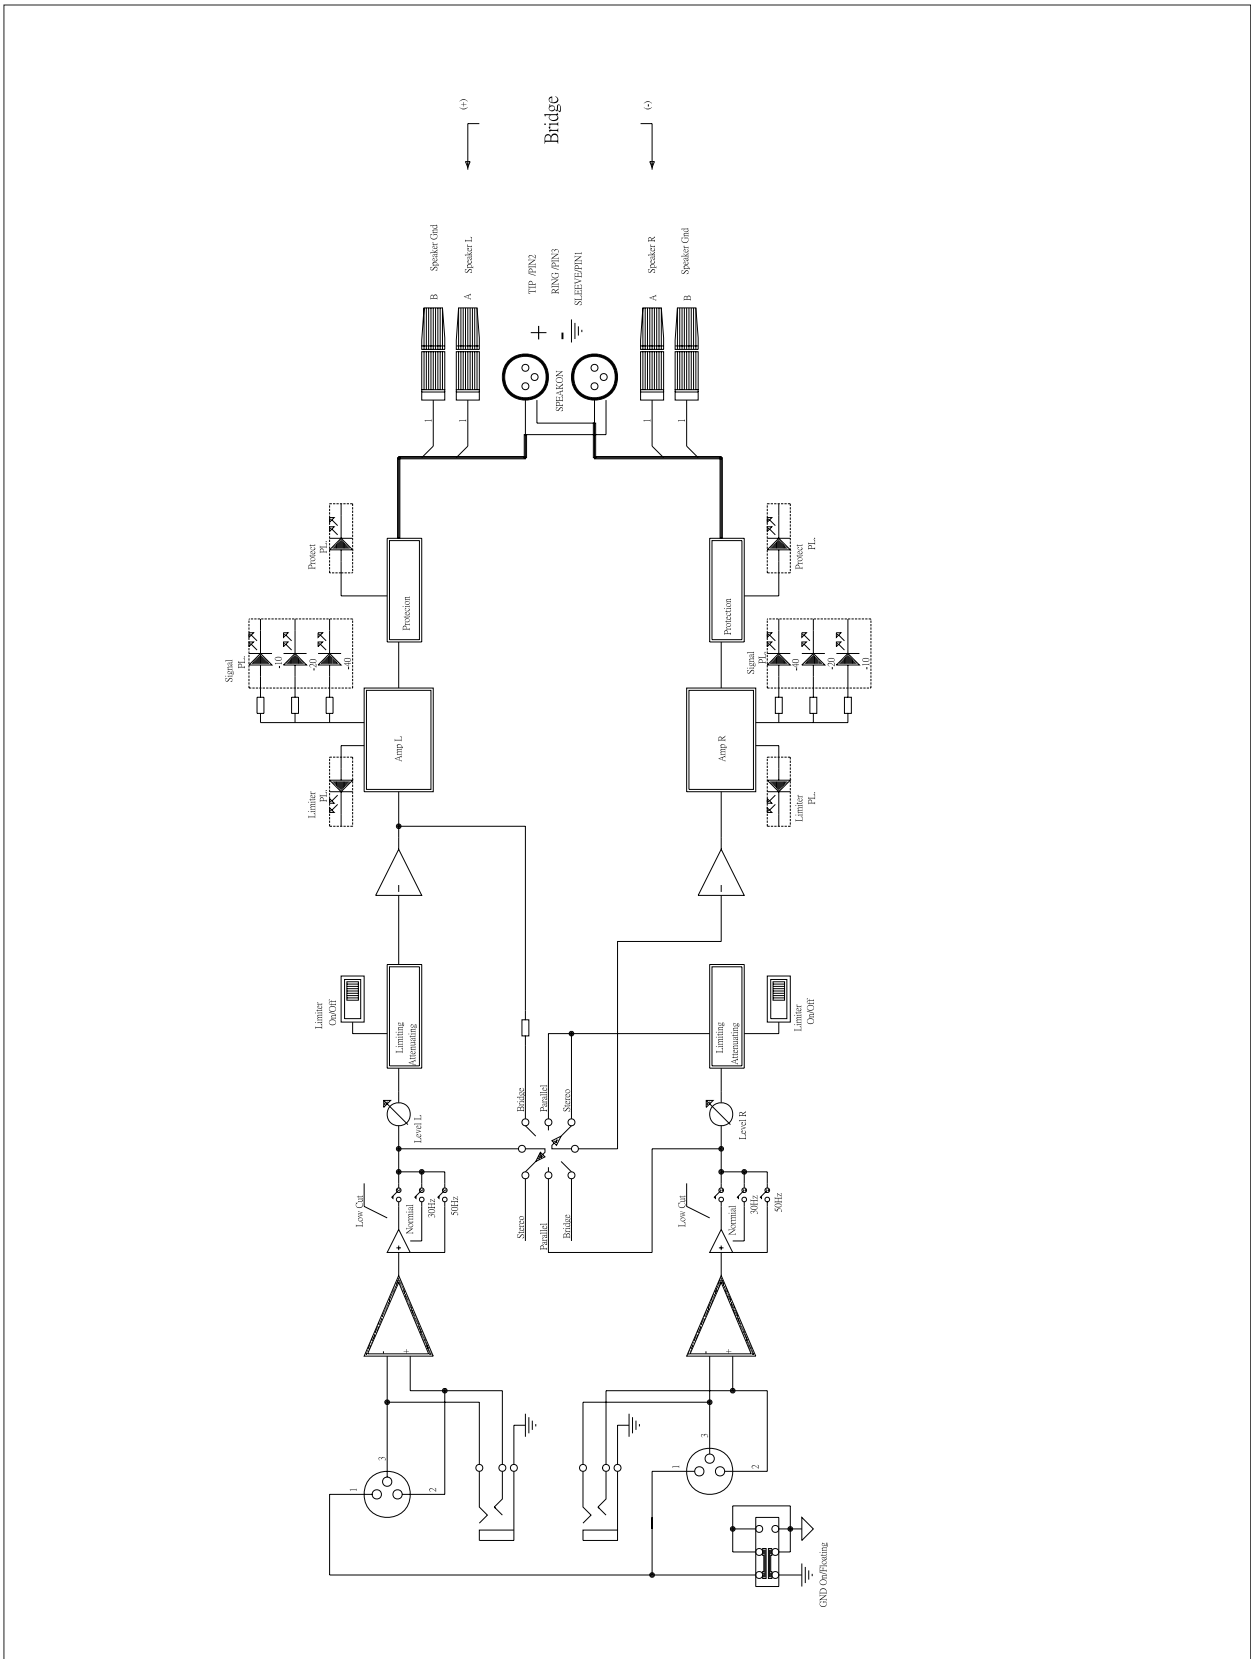 (+)
Bridge
(-)
B
Speaker Gnd
A
Speaker L
TIP /PIN2
RING /PIN3
SLEEVE/PIN1
A
Speaker R
B
Speaker Gnd
+
-
SPEAKON
1
1
1
1
Protect
PL.
Protecion
Protection
Protect
PL.
Signal
PL.
-10
-20
-40
Signal
PL.
-40
-20
-10
Amp L
Amp R
Limiter
PL.
Limiter
PL.
Limiter
On/Off
Limiting
Attenuating
Limiting
Attenuating
Limiter
On/Off
Bridge
Parallel
Stereo
Level L
Level R
Stereo
Parallel
Bridge
Low Cut
Normial
30Hz
50Hz
Low Cut
Normial
30Hz
50Hz
+
+
-
+
-
+
1
3
2
1
3
2
GND On/Floating